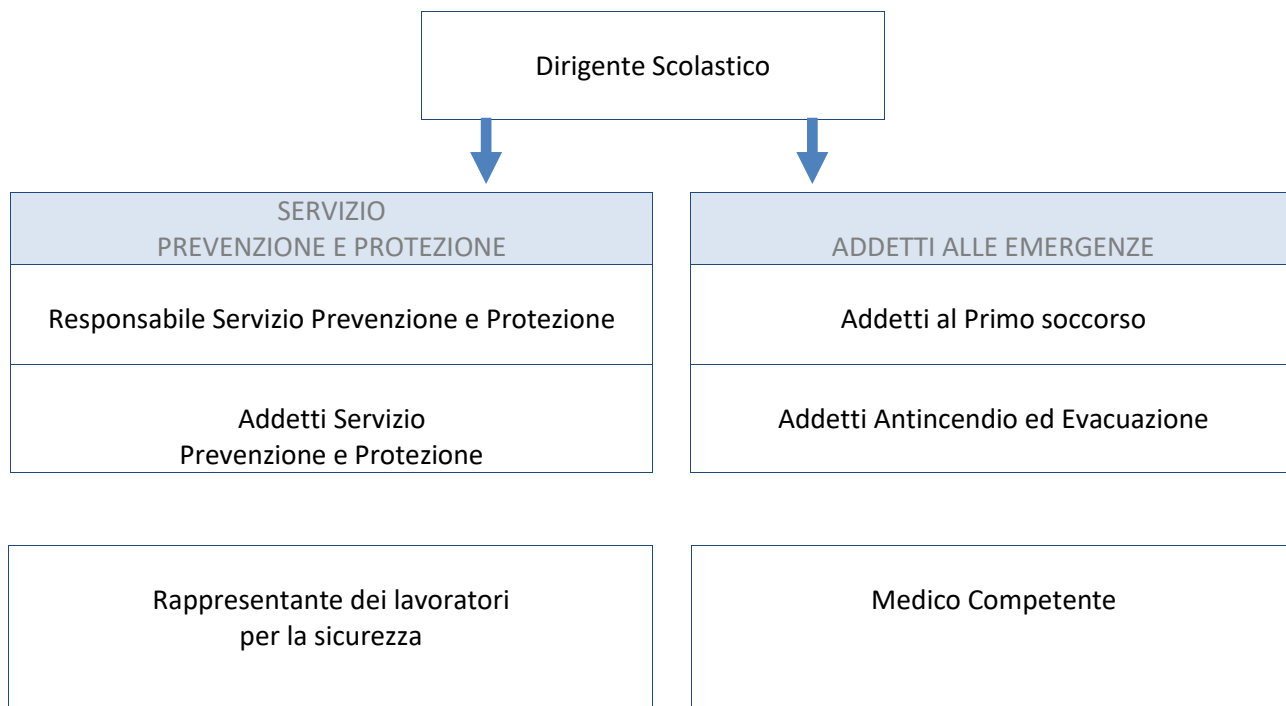 Dirigente Scolastico
SERVIZIO
PREVENZIONE E PROTEZIONE
Responsabile Servizio Prevenzione e Protezione
Addetti Servizio
Prevenzione e Protezione
ADDETTI ALLE EMERGENZE
Addetti al Primo soccorso
Addetti Antincendio ed Evacuazione
Rappresentante dei lavoratori
per la sicurezza
Medico Competente